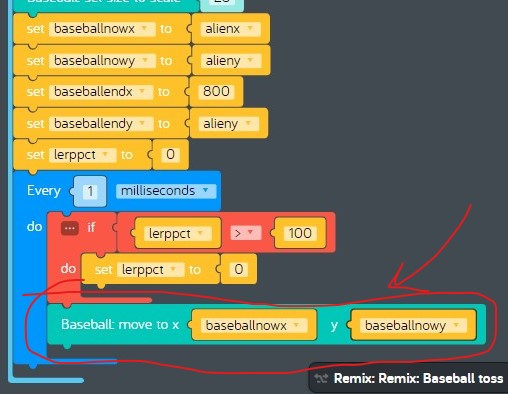 Baseball: set size to scale
set baseballnowx to alienx
set baseballnowy to alieny
set baseballendx to 800
set baseballendy to alieny
set lerppct to 0
Every 1 milliseconds
do ... if lerppct > 100
do set lerppct to 0
Baseball: move to x baseballnowx y baseballnowy
Remix: Remix: Baseball toss